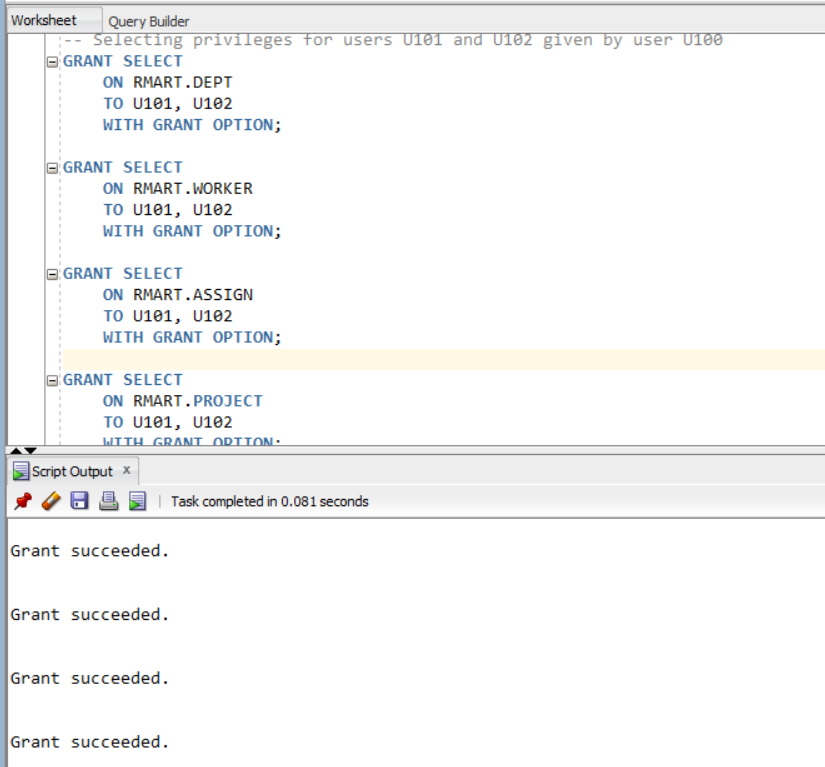 Worksheet Query Builder
-- Selecting privileges for users U101 and U102 given by user U100
GRANT SELECT
ON RMART.DEPT
TO U101, U102
WITH GRANT OPTION;
GRANT SELECT
ON RMART.WORKER
TO U101, U102
WITH GRANT OPTION;
GRANT SELECT
ON RMART.ASSIGN
TO U101, U102
WITH GRANT OPTION;
GRANT SELECT
ON RMART.PROJECT
TO U101, U102
WITH GRANT OPTION;
Script Output x
Task completed in 0.081 seconds
Grant succeeded.
Grant succeeded.
Grant succeeded.
Grant succeeded.